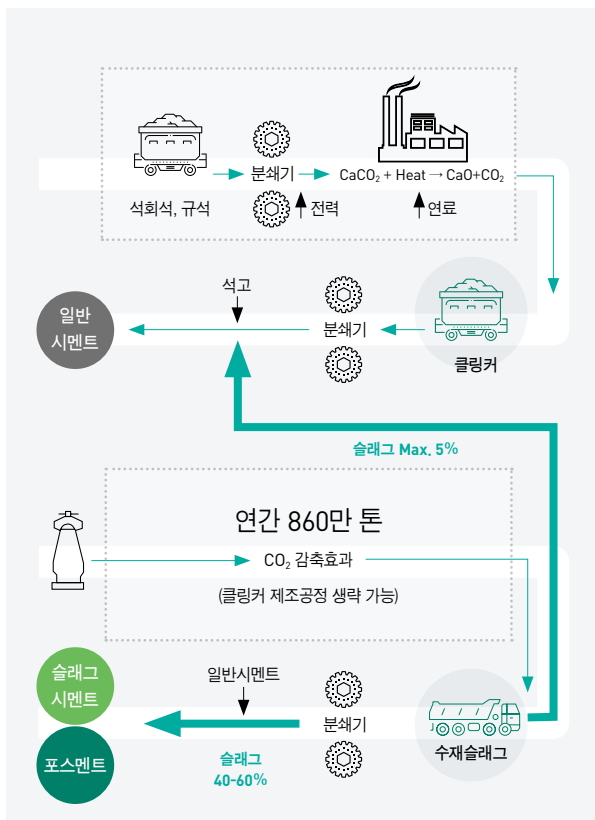 분쇄기
CaCO₂ + Heat → CaO+CO₂
석회석, 규석
전력
연료
석고
일반
시멘트
분쇄기
클링커
슬래그 Max. 5%
연간 860만 톤
CO₂ 감축효과
(클링커 제조공정 생략 가능)
슬래그
시멘트
일반시멘트
분쇄기
포스멘트
슬래그
40-60%
수재슬래그